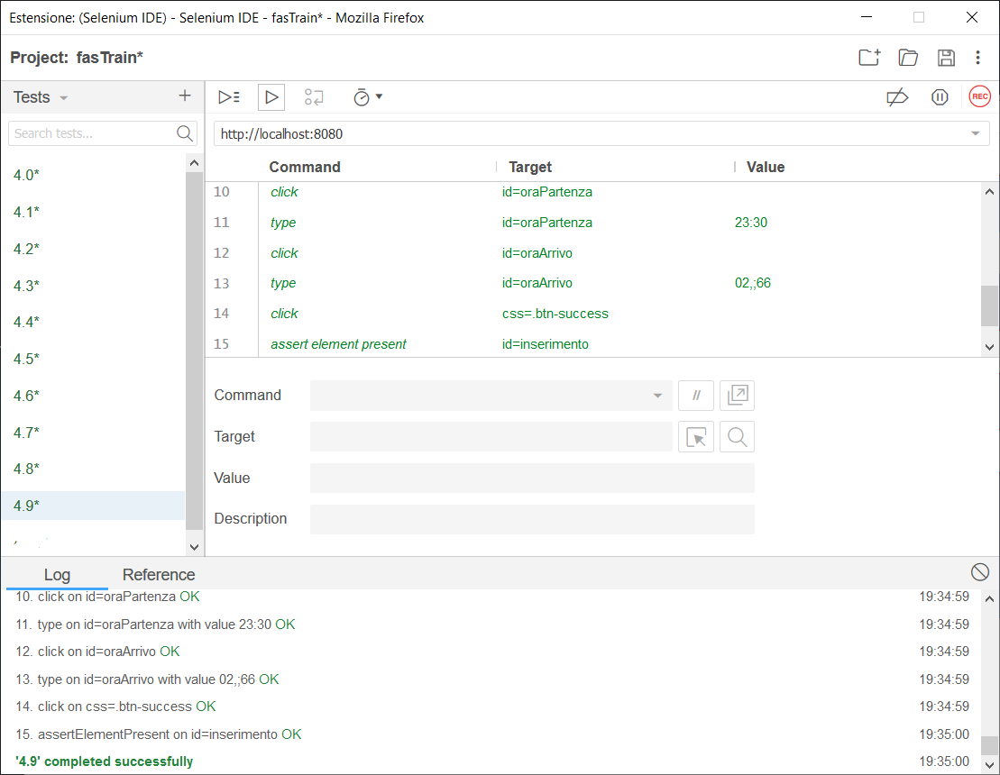 Estensione: (Selenium IDE) - Selenium IDE - fasTrain* - Mozilla Firefox
Project: fasTrain*
Tests
+
REC
Search tests...
http://localhost:8080
Command Target Value
4.0*
4.1*
4.2*
4.3*
4.4*
4.5*
4.6*
4.7*
4.8*
4.9*
10 click id=oraPartenza
11 type id=oraPartenza 23:30
12 click id=oraArrivo
13 type id=oraArrivo 02,;66
14 click css=.btn-success
15 assert element present id=inserimento
Command
//
Target
Value
Description
Log Reference
10. click on id=oraPartenza OK 19:34:59
11. type on id=oraPartenza with value 23:30 OK 19:34:59
12. click on id=oraArrivo OK 19:34:59
13. type on id=oraArrivo with value 02,;66 OK 19:34:59
14. click on css=.btn-success OK 19:34:59
15. assertElementPresent on id=inserimento OK 19:35:00
'4.9' completed successfully 19:35:00